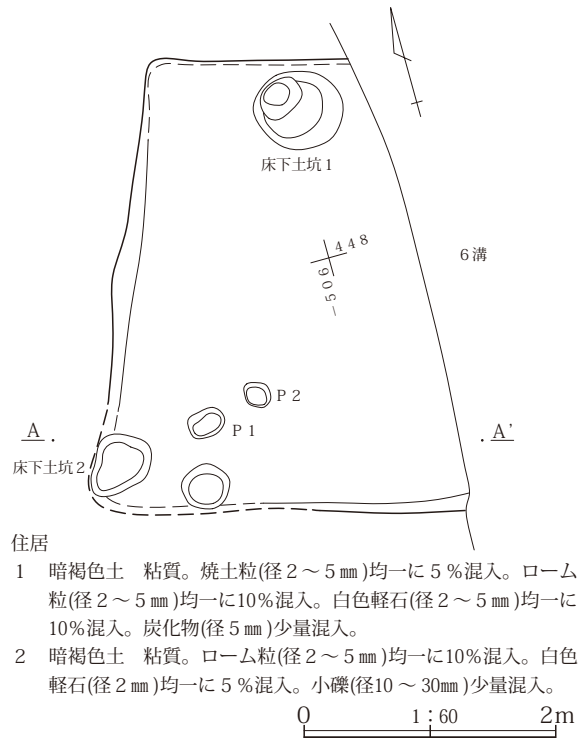 床下土坑1
448
−506
6溝
P 2
P 1
A .
. A'
床下土坑2
住居
1 暗褐色土 粘質。焼土粒(径2～5㎜)均一に5%混入。ローム
粒(径2～5㎜)均一に10%混入。白色軽石(径2～5㎜)均一に
10%混入。炭化物(径5㎜)少量混入。
2 暗褐色土 粘質。ローム粒(径2～5㎜)均一に10%混入。白色
軽石(径2㎜)均一に5%混入。小礫(径10～30㎜)少量混入。
0 1:60 2m